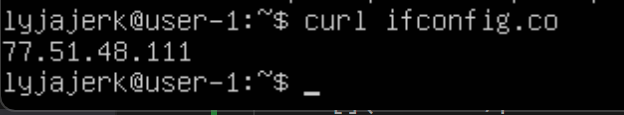 lyjajerk@user-1:~$ curl ifconfig.co
77.51.48.111
lyjajerk@user-1:~$ _